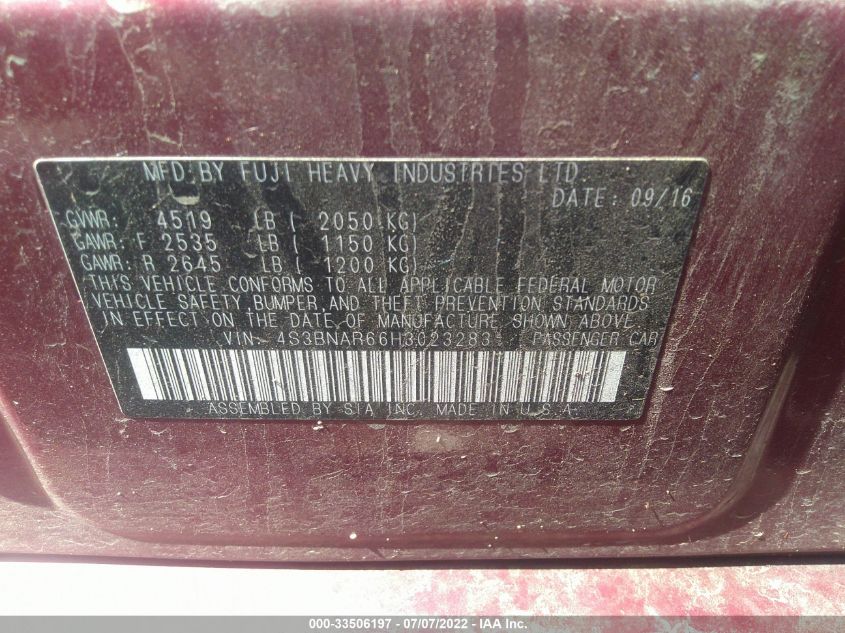 MFD.BY FUJI HEAVY INDUSTRIES LTD.
DATE: 09/16
GVWR: 4519 LB ( 2050 KG)
GAWR: F 2535 LB ( 1150 KG)
GAWR: R 2645 LB ( 1200 KG)
THIS VEHICLE CONFORMS TO ALL APPLICABLE FEDERAL MOTOR
VEHICLE SAFETY,BUMPER,AND THEFT PREVENTION STANDARDS
IN EFFECT ON THE DATE OF MANUFACTURE SHOWN ABOVE.
VIN: 4S3BNAR66H3023283 / PASSENGER CAR
ASSEMBLED BY SIA INC. MADE IN U.S.A.
000-33506197 - 07/07/2022 - IAA Inc.